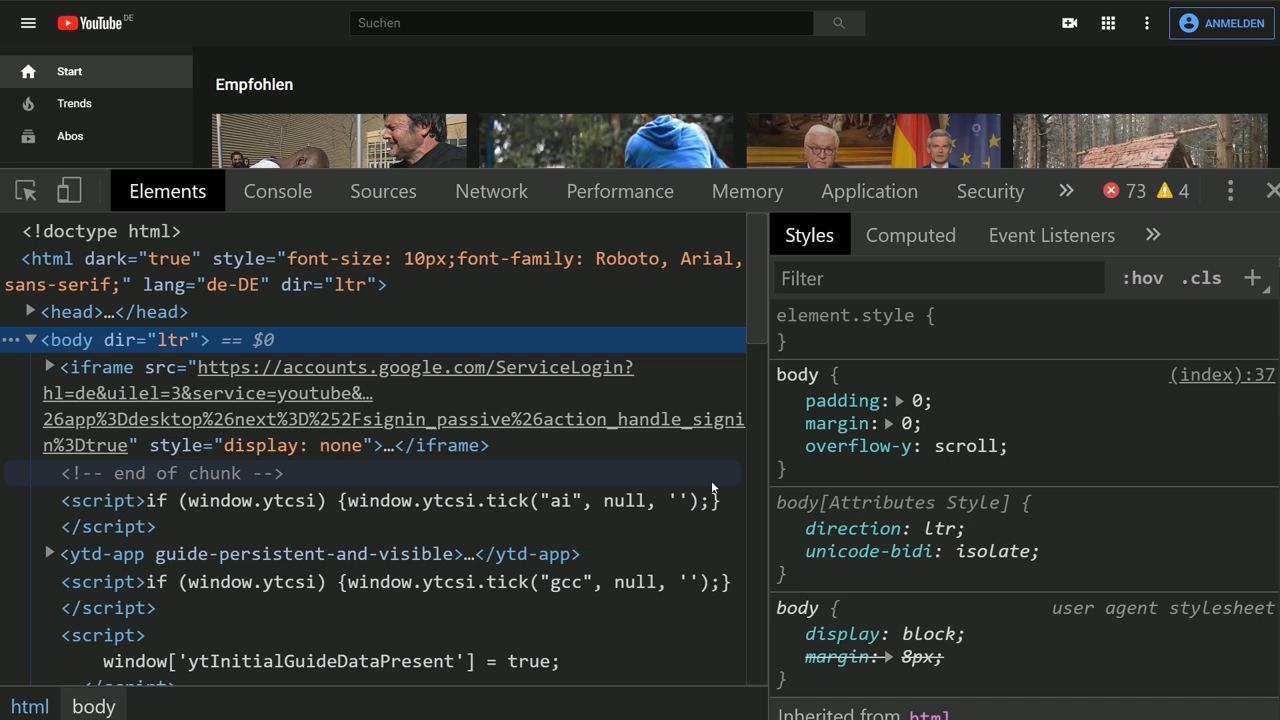 YouTube DE
Suchen
ANMELDEN
Start
Trends
Abos
Empfohlen
Elements Console Sources Network Performance Memory Application Security » 73 4
<!doctype html>
<html dark="true" style="font-size: 10px;font-family: Roboto, Arial,
sans-serif;" lang="de-DE" dir="ltr">
<head>…</head>
<body dir="ltr"> == $0
<iframe src="https://accounts.google.com/ServiceLogin?
hl=de&uilel=3&service=youtube&…
26app%3Ddesktop%26next%3D%252Fsignin_passive%26action_handle_signi
n%3Dtrue" style="display: none">…</iframe>
<!-- end of chunk -->
<script>if (window.ytcsi) {window.ytcsi.tick("ai", null, '');}
</script>
<ytd-app guide-persistent-and-visible>…</ytd-app>
<script>if (window.ytcsi) {window.ytcsi.tick("gcc", null, '');}
</script>
<script>
window['ytInitialGuideDataPresent'] = true;
</script>
html body
Styles Computed Event Listeners »
Filter :hov .cls +
element.style {
}
body { (index):37
padding: 0;
margin: 0;
overflow-y: scroll;
}
body[Attributes Style] {
direction: ltr;
unicode-bidi: isolate;
}
body { user agent stylesheet
display: block;
margin: 8px;
}
Inherited from html